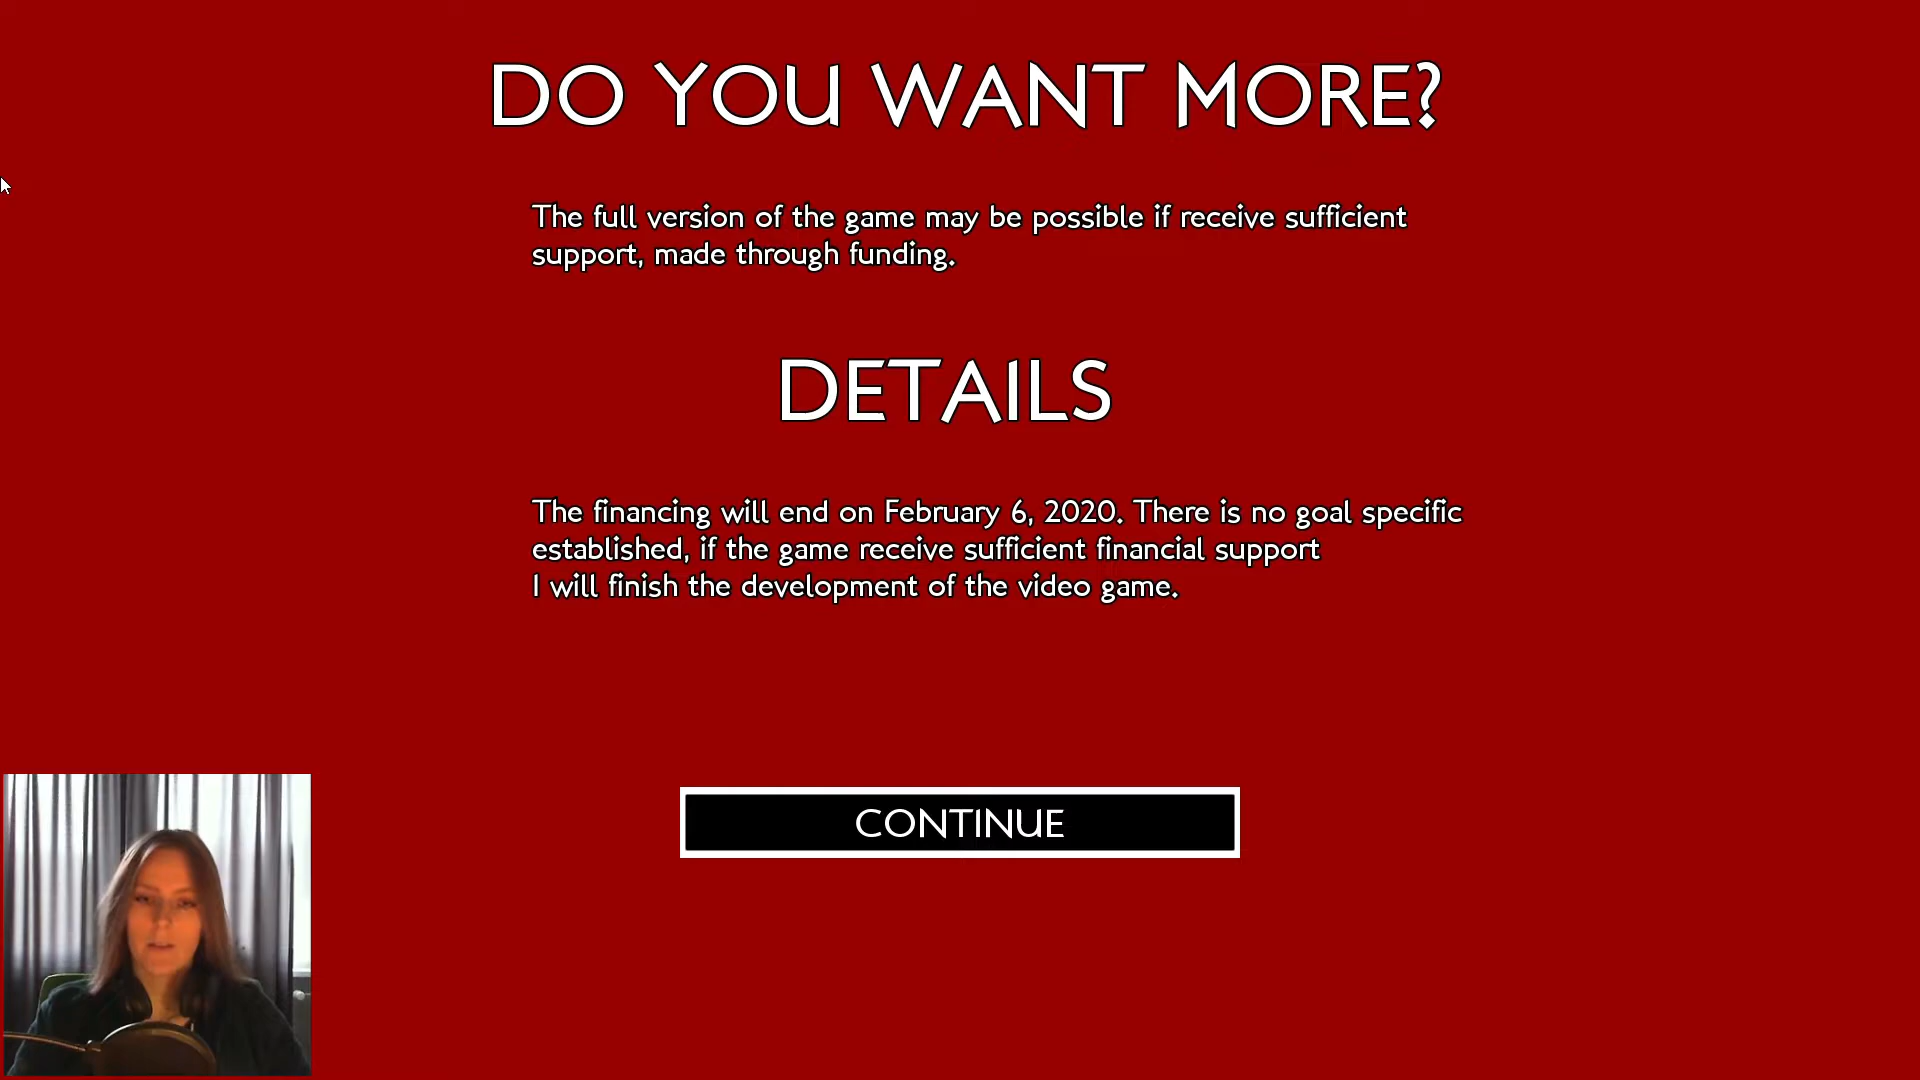 DO YOU WANT MORE?
The full version of the game may be possible if receive sufficient
support, made through funding.
DETAILS
The financing will end on February 6, 2020. There is no goal specific
established, if the game receive sufficient financial support
I will finish the development of the video game.
CONTINUE